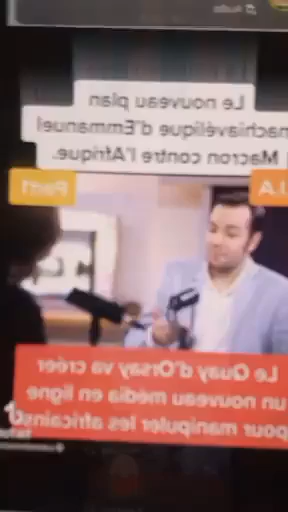 Le nouveau plan
machiavélique d'Emmanuel
Macron contre l'Afrique.
Part1
Le Quay d'Orsay va créer
un nouveau média en ligne
pour manipuler les africains